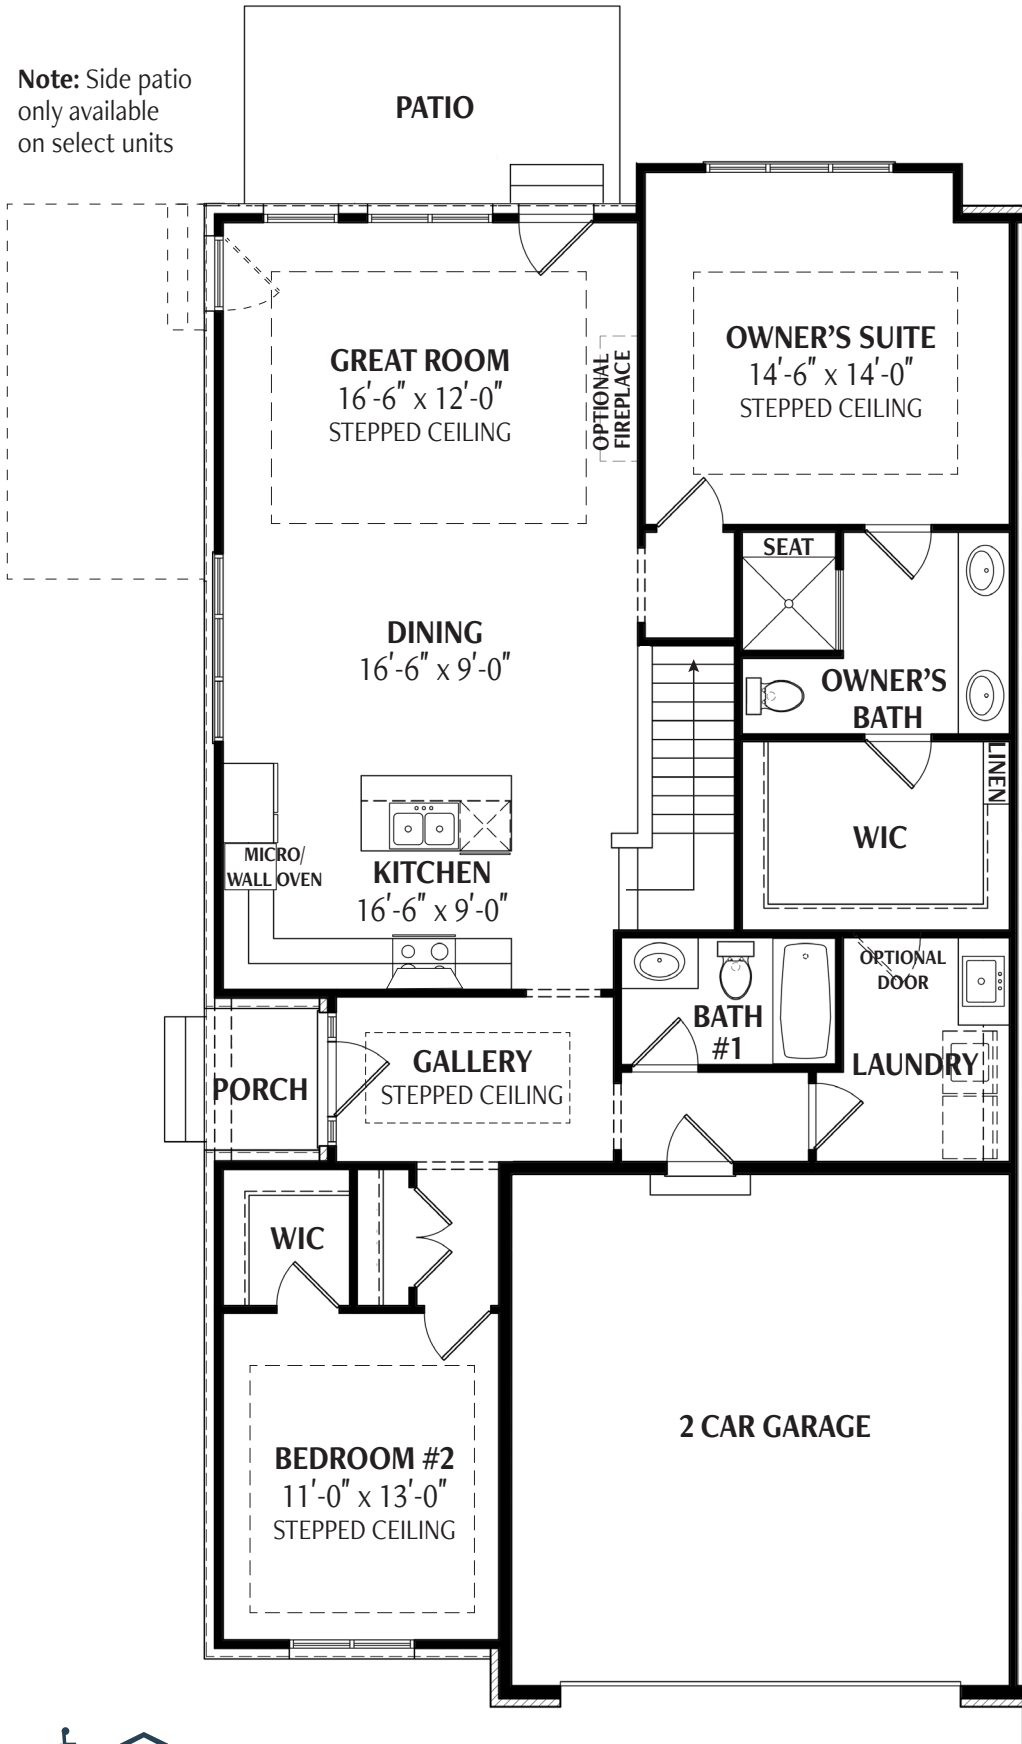 Note: Side patio
only available
on select units
PATIO
GREAT ROOM
16'-6" x 12'-0"
STEPPED CEILING
OPTIONAL
FIREPLACE
OWNER'S SUITE
14'-6" x 14'-0"
STEPPED CEILING
SEAT
DINING
16'-6" x 9'-0"
OWNER'S
BATH
LINEN
WIC
MICRO/
WALL OVEN
KITCHEN
16'-6" x 9'-0"
OPTIONAL
DOOR
BATH
#1
LAUNDRY
GALLERY
STEPPED CEILING
PORCH
WIC
2 CAR GARAGE
BEDROOM #2
11'-0" x 13'-0"
STEPPED CEILING